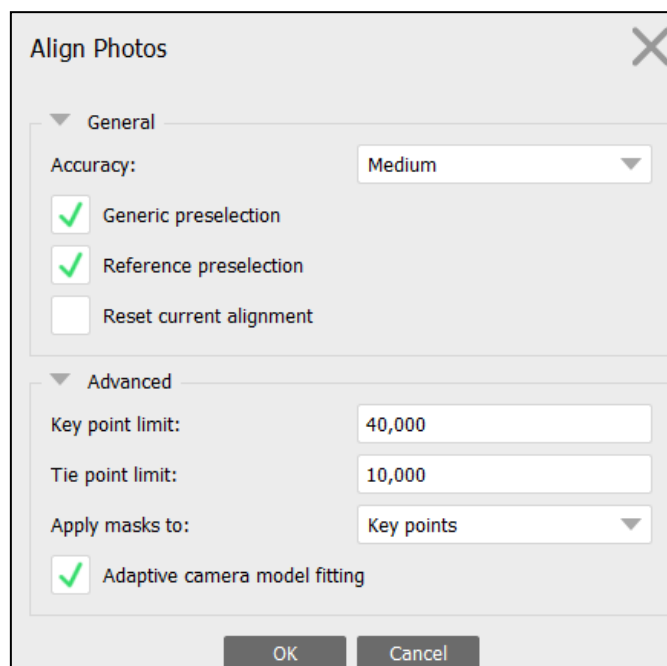 Align Photos
General
Accuracy: Medium
Generic preselection
Reference preselection
Reset current alignment
Advanced
Key point limit: 40,000
Tie point limit: 10,000
Apply masks to: Key points
Adaptive camera model fitting
OK Cancel